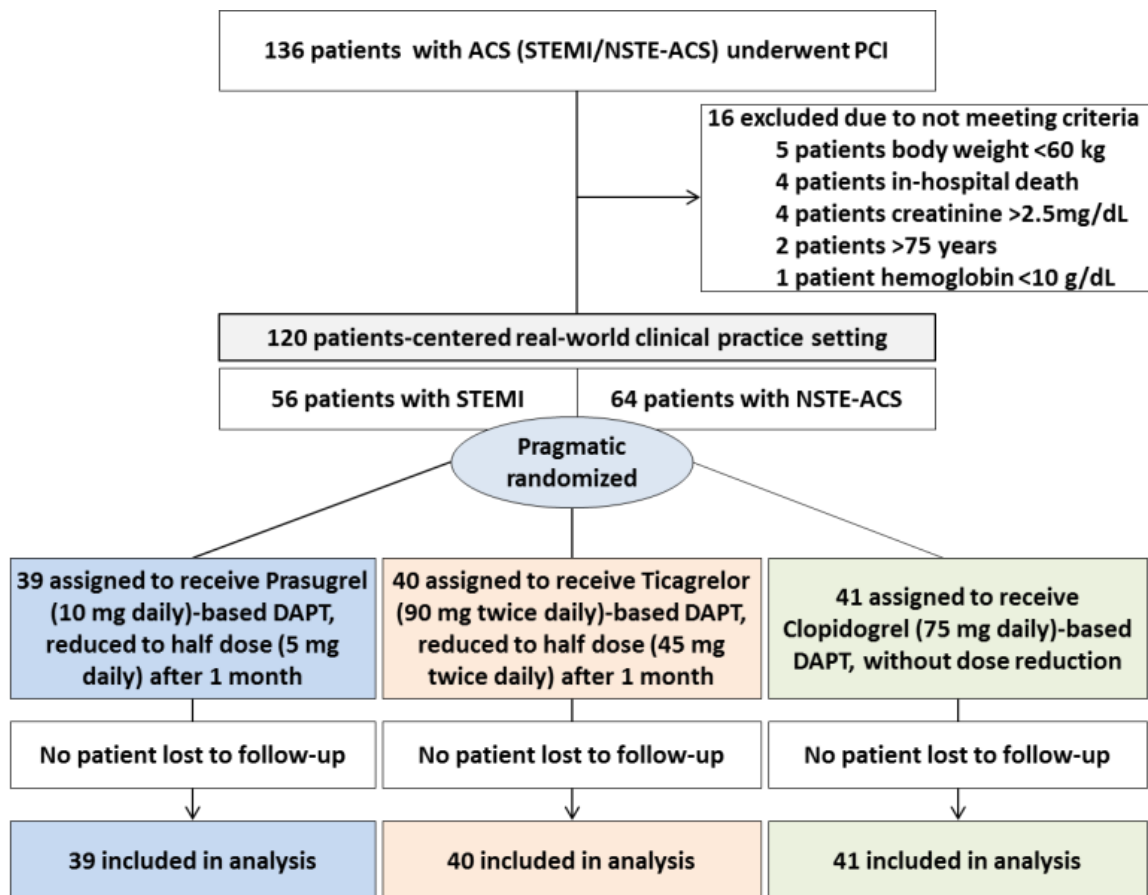 136 patients with ACS (STEMI/NSTE-ACS) underwent PCI
16 excluded due to not meeting criteria
5 patients body weight <60 kg
4 patients in-hospital death
4 patients creatinine >2.5mg/dL
2 patients >75 years
1 patient hemoglobin <10 g/dL
120 patients-centered real-world clinical practice setting
56 patients with STEMI
64 patients with NSTE-ACS
Pragmatic
randomized
39 assigned to receive Prasugrel
(10 mg daily)-based DAPT,
reduced to half dose (5 mg
daily) after 1 month
40 assigned to receive Ticagrelor
(90 mg twice daily)-based DAPT,
reduced to half dose (45 mg
twice daily) after 1 month
41 assigned to receive
Clopidogrel (75 mg daily)-based
DAPT, without dose reduction
No patient lost to follow-up
No patient lost to follow-up
No patient lost to follow-up
39 included in analysis
40 included in analysis
41 included in analysis